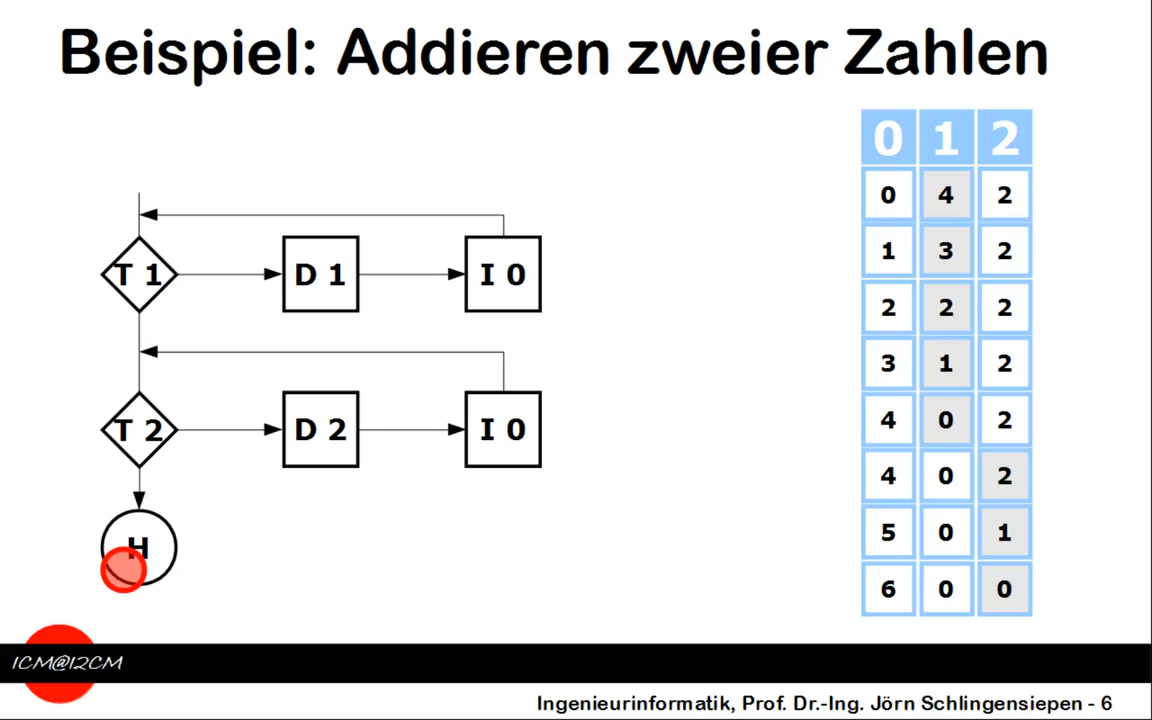 Beispiel: Addieren zweier Zahlen
0 1 2
0 4 2
1 3 2
2 2 2
3 1 2
4 0 2
4 0 2
5 0 1
6 0 0
T 1 D 1 I 0
T 2 D 2 I 0
H
1CM@12CM
Ingenieurinformatik, Prof. Dr.-Ing. Jörn Schlingensiepen - 6